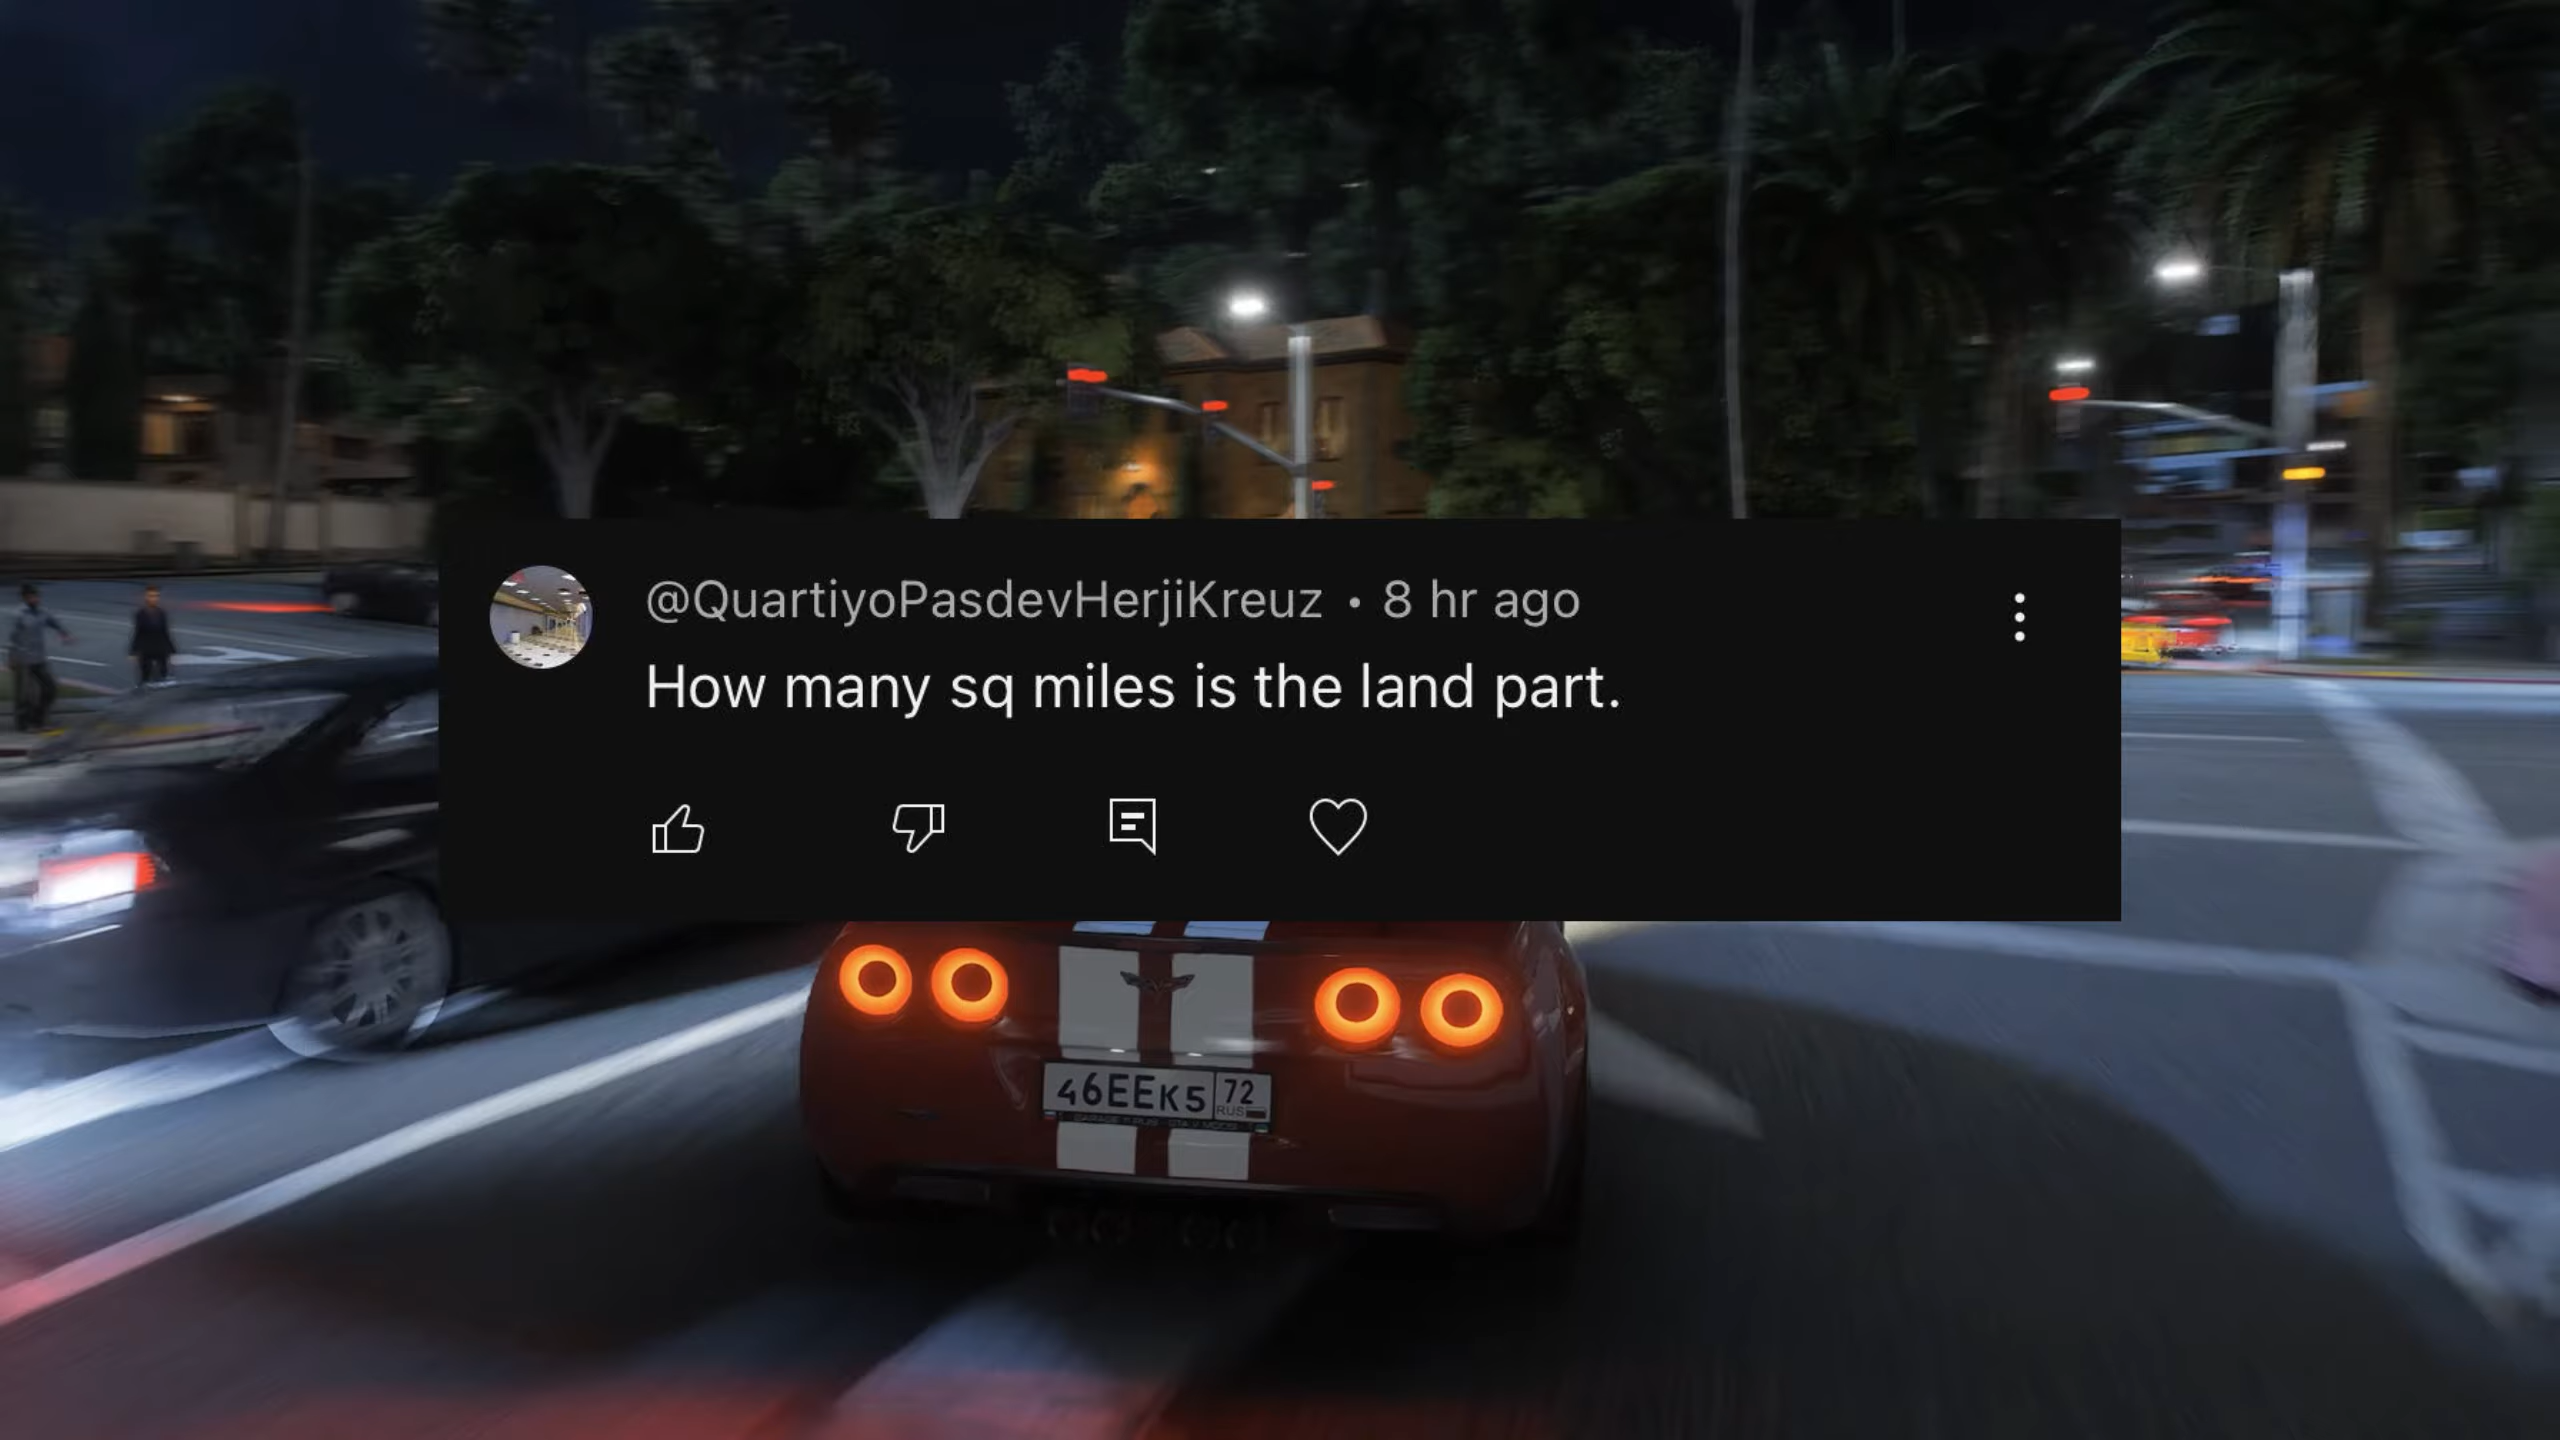 @QuartiyoPasdevHerjiKreuz • 8 hr ago
How many sq miles is the land part.
46EEK5 72
RUS